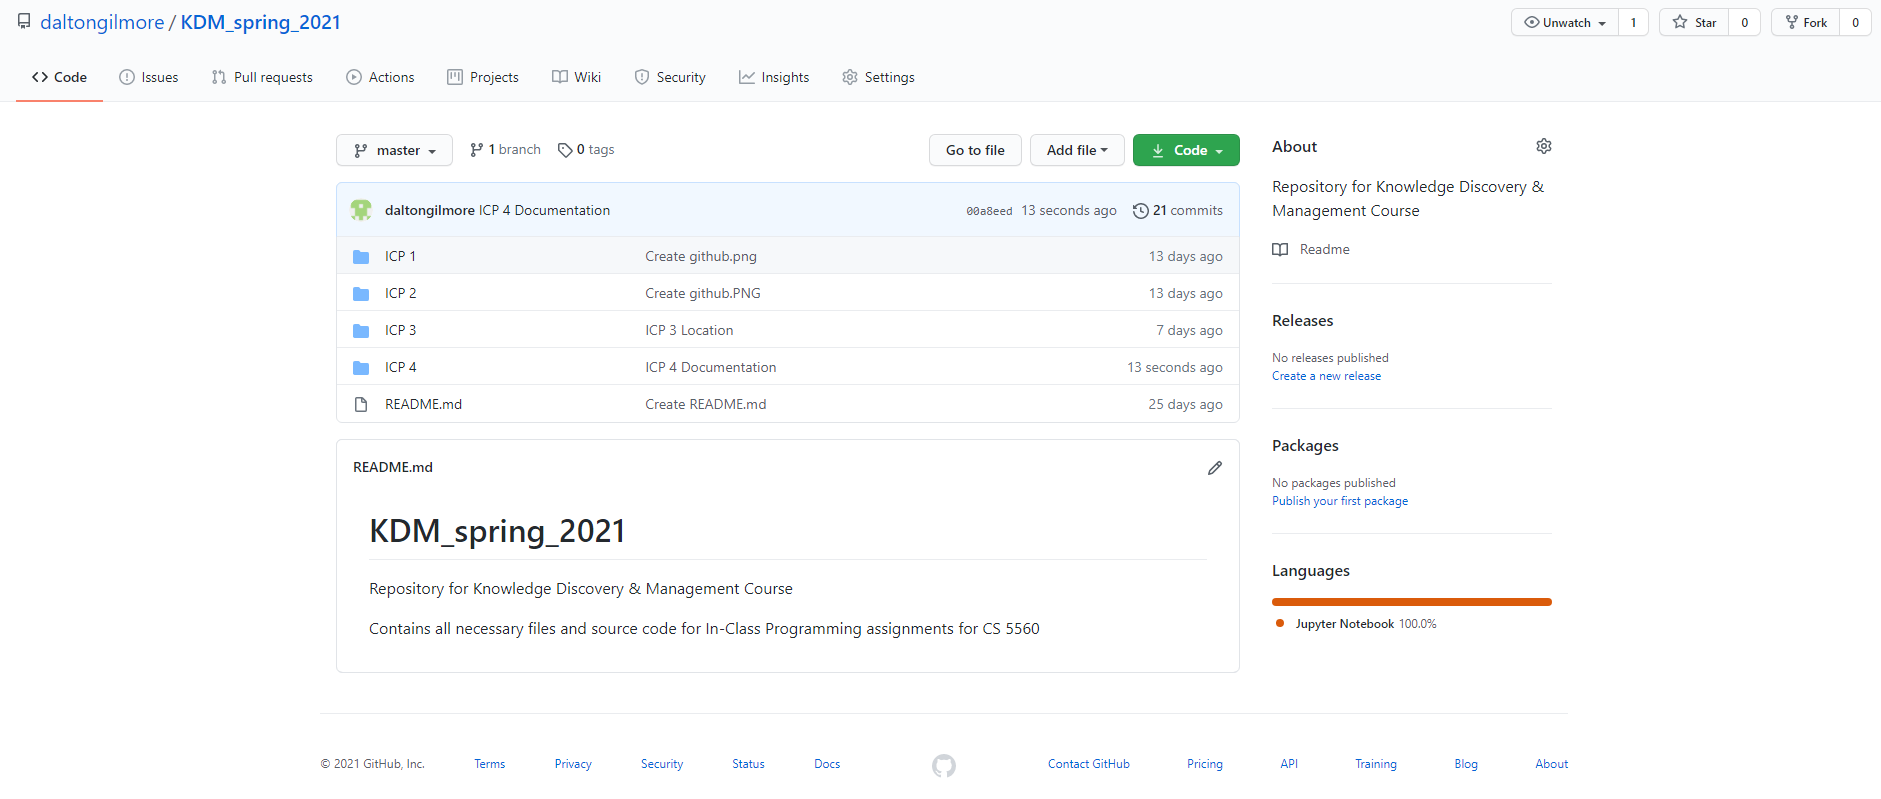 daltongilmore / KDM_spring_2021
Unwatch 1 Star 0 Fork 0
Code Issues Pull requests Actions Projects Wiki Security Insights Settings
master 1 branch 0 tags Go to file Add file Code
daltongilmore ICP 4 Documentation 00a8eed 13 seconds ago 21 commits
ICP 1 Create github.png 13 days ago
ICP 2 Create github.PNG 13 days ago
ICP 3 ICP 3 Location 7 days ago
ICP 4 ICP 4 Documentation 13 seconds ago
README.md Create README.md 25 days ago
README.md
KDM_spring_2021
Repository for Knowledge Discovery & Management Course
Contains all necessary files and source code for In-Class Programming assignments for CS 5560
About
Repository for Knowledge Discovery &
Management Course
Readme
Releases
No releases published
Create a new release
Packages
No packages published
Publish your first package
Languages
Jupyter Notebook 100.0%
© 2021 GitHub, Inc. Terms Privacy Security Status Docs Contact GitHub Pricing API Training Blog About